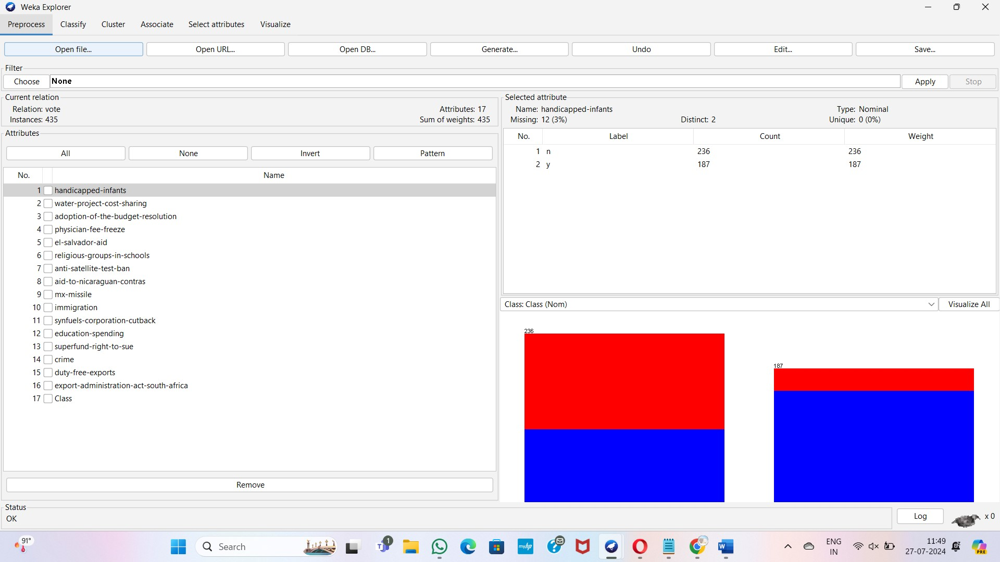 Weka Explorer
Preprocess Classify Cluster Associate Select attributes Visualize
Open file... Open URL... Open DB... Generate... Undo Edit... Save...
Filter
Choose None Apply Stop
Current relation
Relation: vote Attributes: 17
Instances: 435 Sum of weights: 435
Attributes
All None Invert Pattern
No. Name
1 handicapped-infants
2 water-project-cost-sharing
3 adoption-of-the-budget-resolution
4 physician-fee-freeze
5 el-salvador-aid
6 religious-groups-in-schools
7 anti-satellite-test-ban
8 aid-to-nicaraguan-contras
9 mx-missile
10 immigration
11 synfuels-corporation-cutback
12 education-spending
13 superfund-right-to-sue
14 crime
15 duty-free-exports
16 export-administration-act-south-africa
17 Class
Remove
Selected attribute
Name: handicapped-infants Type: Nominal
Missing: 12 (3%) Distinct: 2 Unique: 0 (0%)
No. Label Count Weight
1 n 236 236
2 y 187 187
Class: Class (Nom) Visualize All
236
187
Status
OK
Log x 0
91°
Search
1
myhp
W
ENG
IN
11:49
27-07-2024
PRE